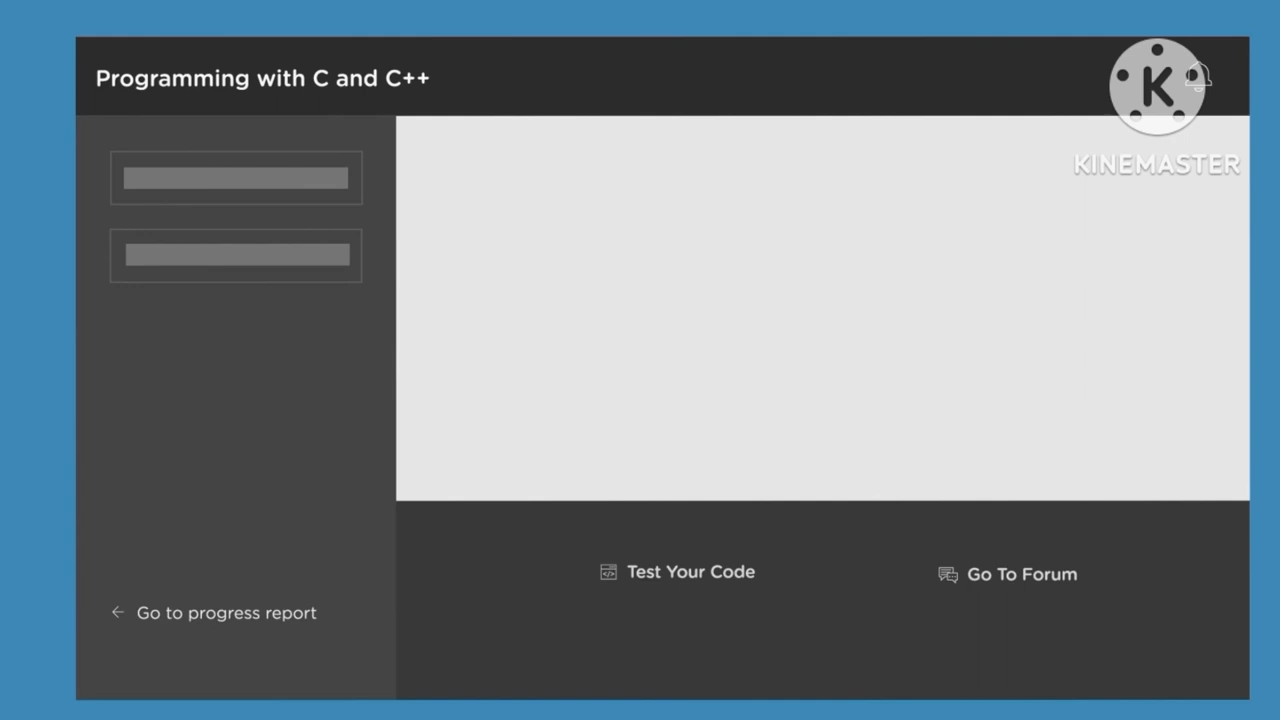 Programming with C and C++
K
KINEMASTER
Test Your Code
Go To Forum
Go to progress report